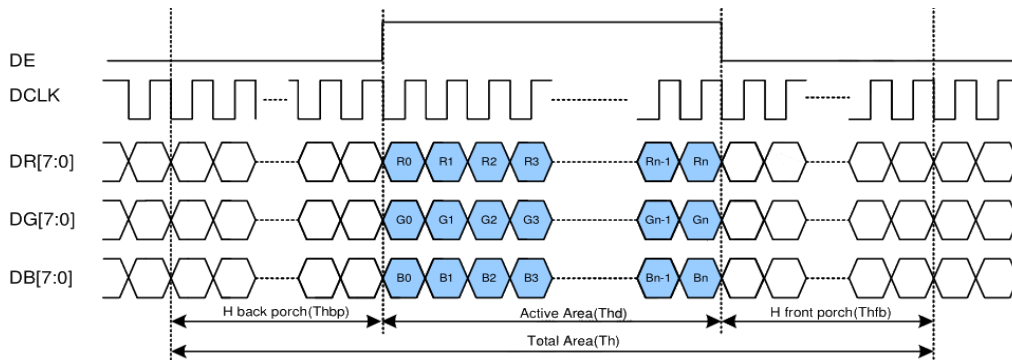 DE
DCLK
DR[7:0] R0 R1 R2 R3 Rn-1 Rn
DG[7:0] G0 G1 G2 G3 Gn-1 Gn
DB[7:0] B0 B1 B2 B3 Bn-1 Bn
H back porch(Thbp) Active Area(Thd) H front porch(Thfb)
Total Area(Th)